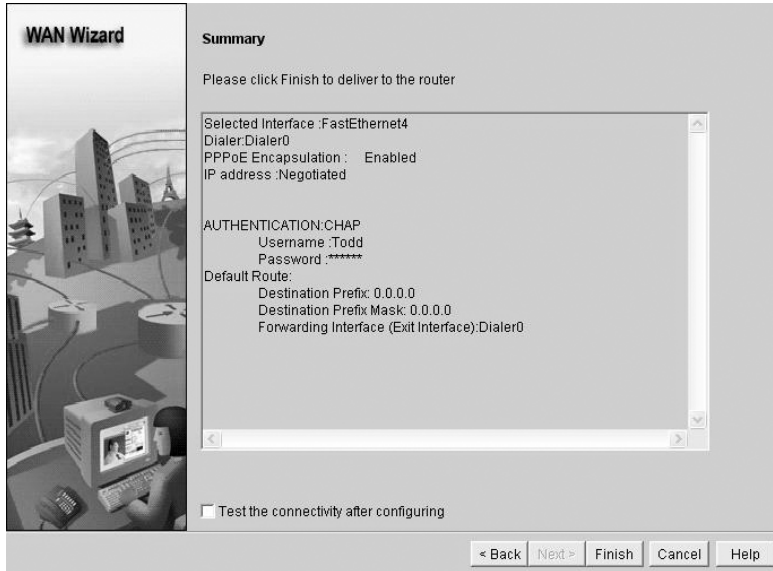 WAN Wizard
Summary
Please click Finish to deliver to the router
Selected Interface :FastEthernet4
Dialer:Dialer0
PPPoE Encapsulation : Enabled
IP address :Negotiated
AUTHENTICATION:CHAP
Username :Todd
Password :******
Default Route:
Destination Prefix: 0.0.0.0
Destination Prefix Mask: 0.0.0.0
Forwarding Interface (Exit Interface):Dialer0
Test the connectivity after configuring
< Back Next > Finish Cancel Help